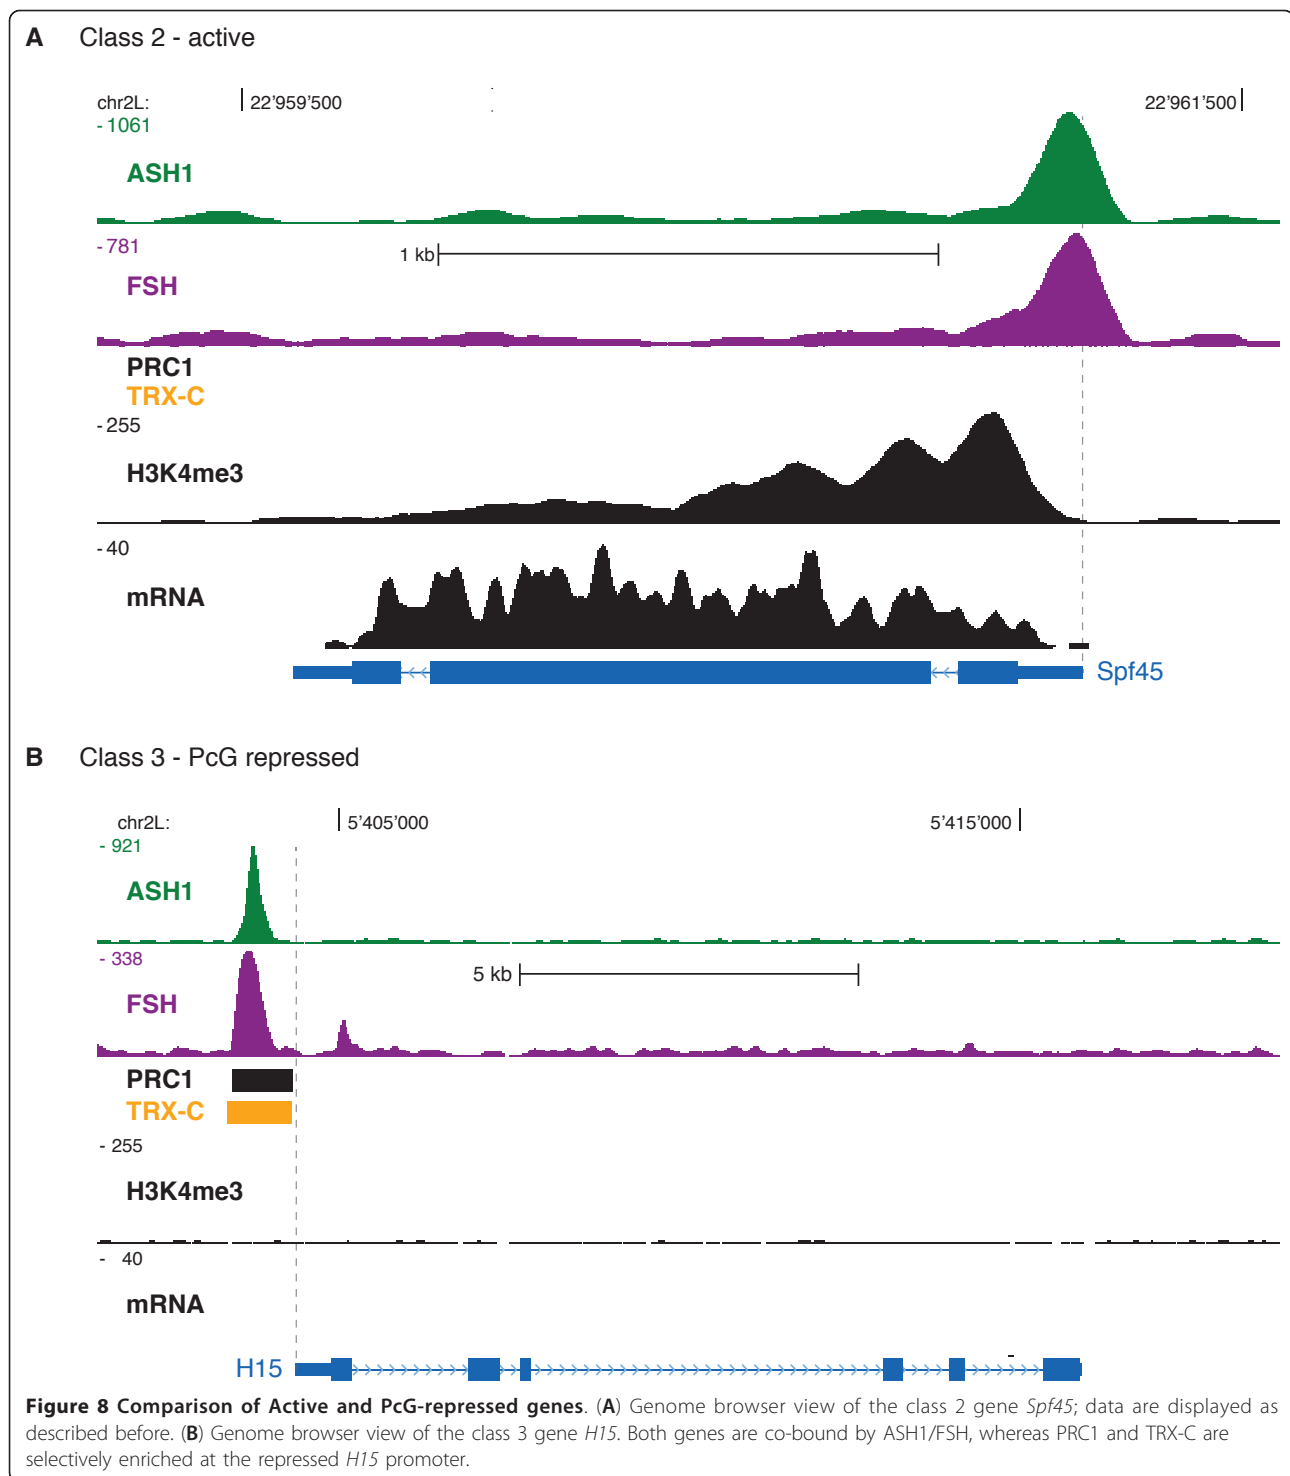 A Class 2 - active
chr2L: 22'959'500 22'961'500
- 1061
ASH1
- 781
1 kb
FSH
PRC1
TRX-C
- 255
H3K4me3
- 40
mRNA
Spf45
B Class 3 - PcG repressed
chr2L: 5'405'000 5'415'000
- 921
ASH1
- 338
5 kb
FSH
PRC1
TRX-C
- 255
H3K4me3
- 40
mRNA
H15
Figure 8 Comparison of Active and PcG-repressed genes. (A) Genome browser view of the class 2 gene Spf45; data are displayed as
described before. (B) Genome browser view of the class 3 gene H15. Both genes are co-bound by ASH1/FSH, whereas PRC1 and TRX-C are
selectively enriched at the repressed H15 promoter.